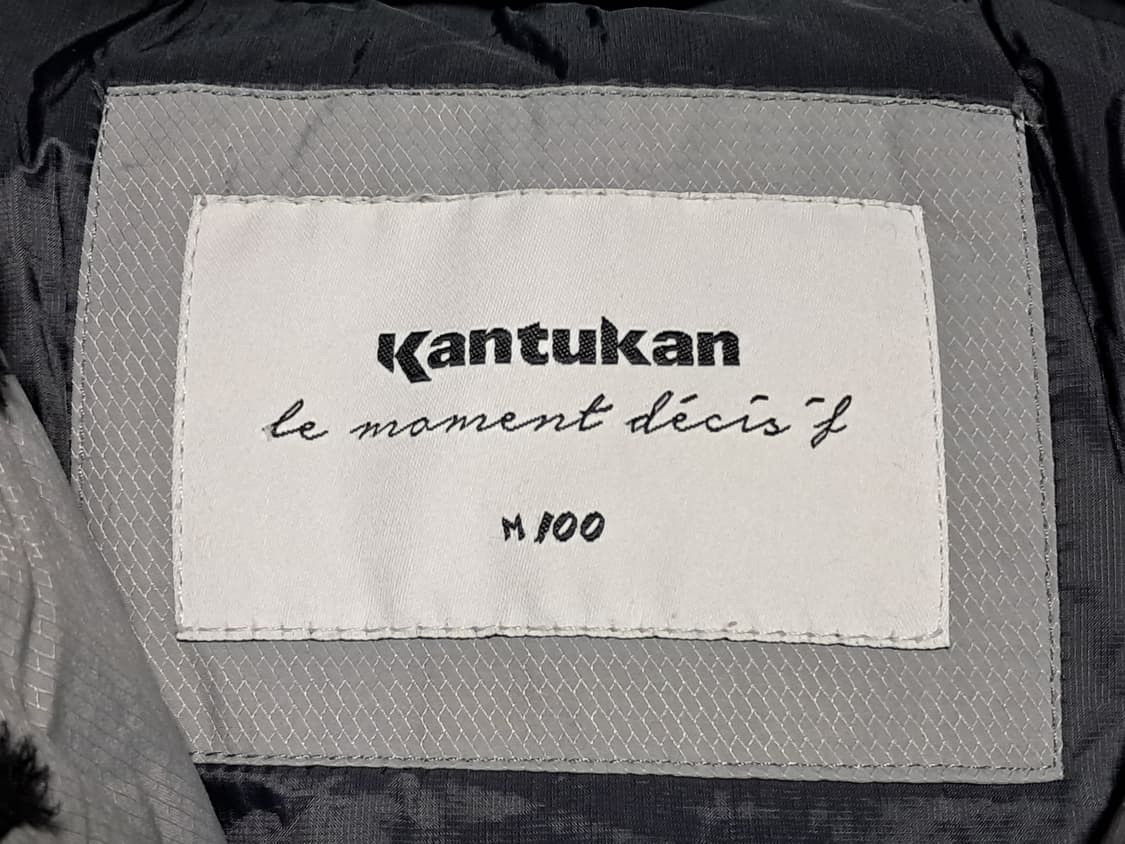 Kantukan
le moment décisif
M 100